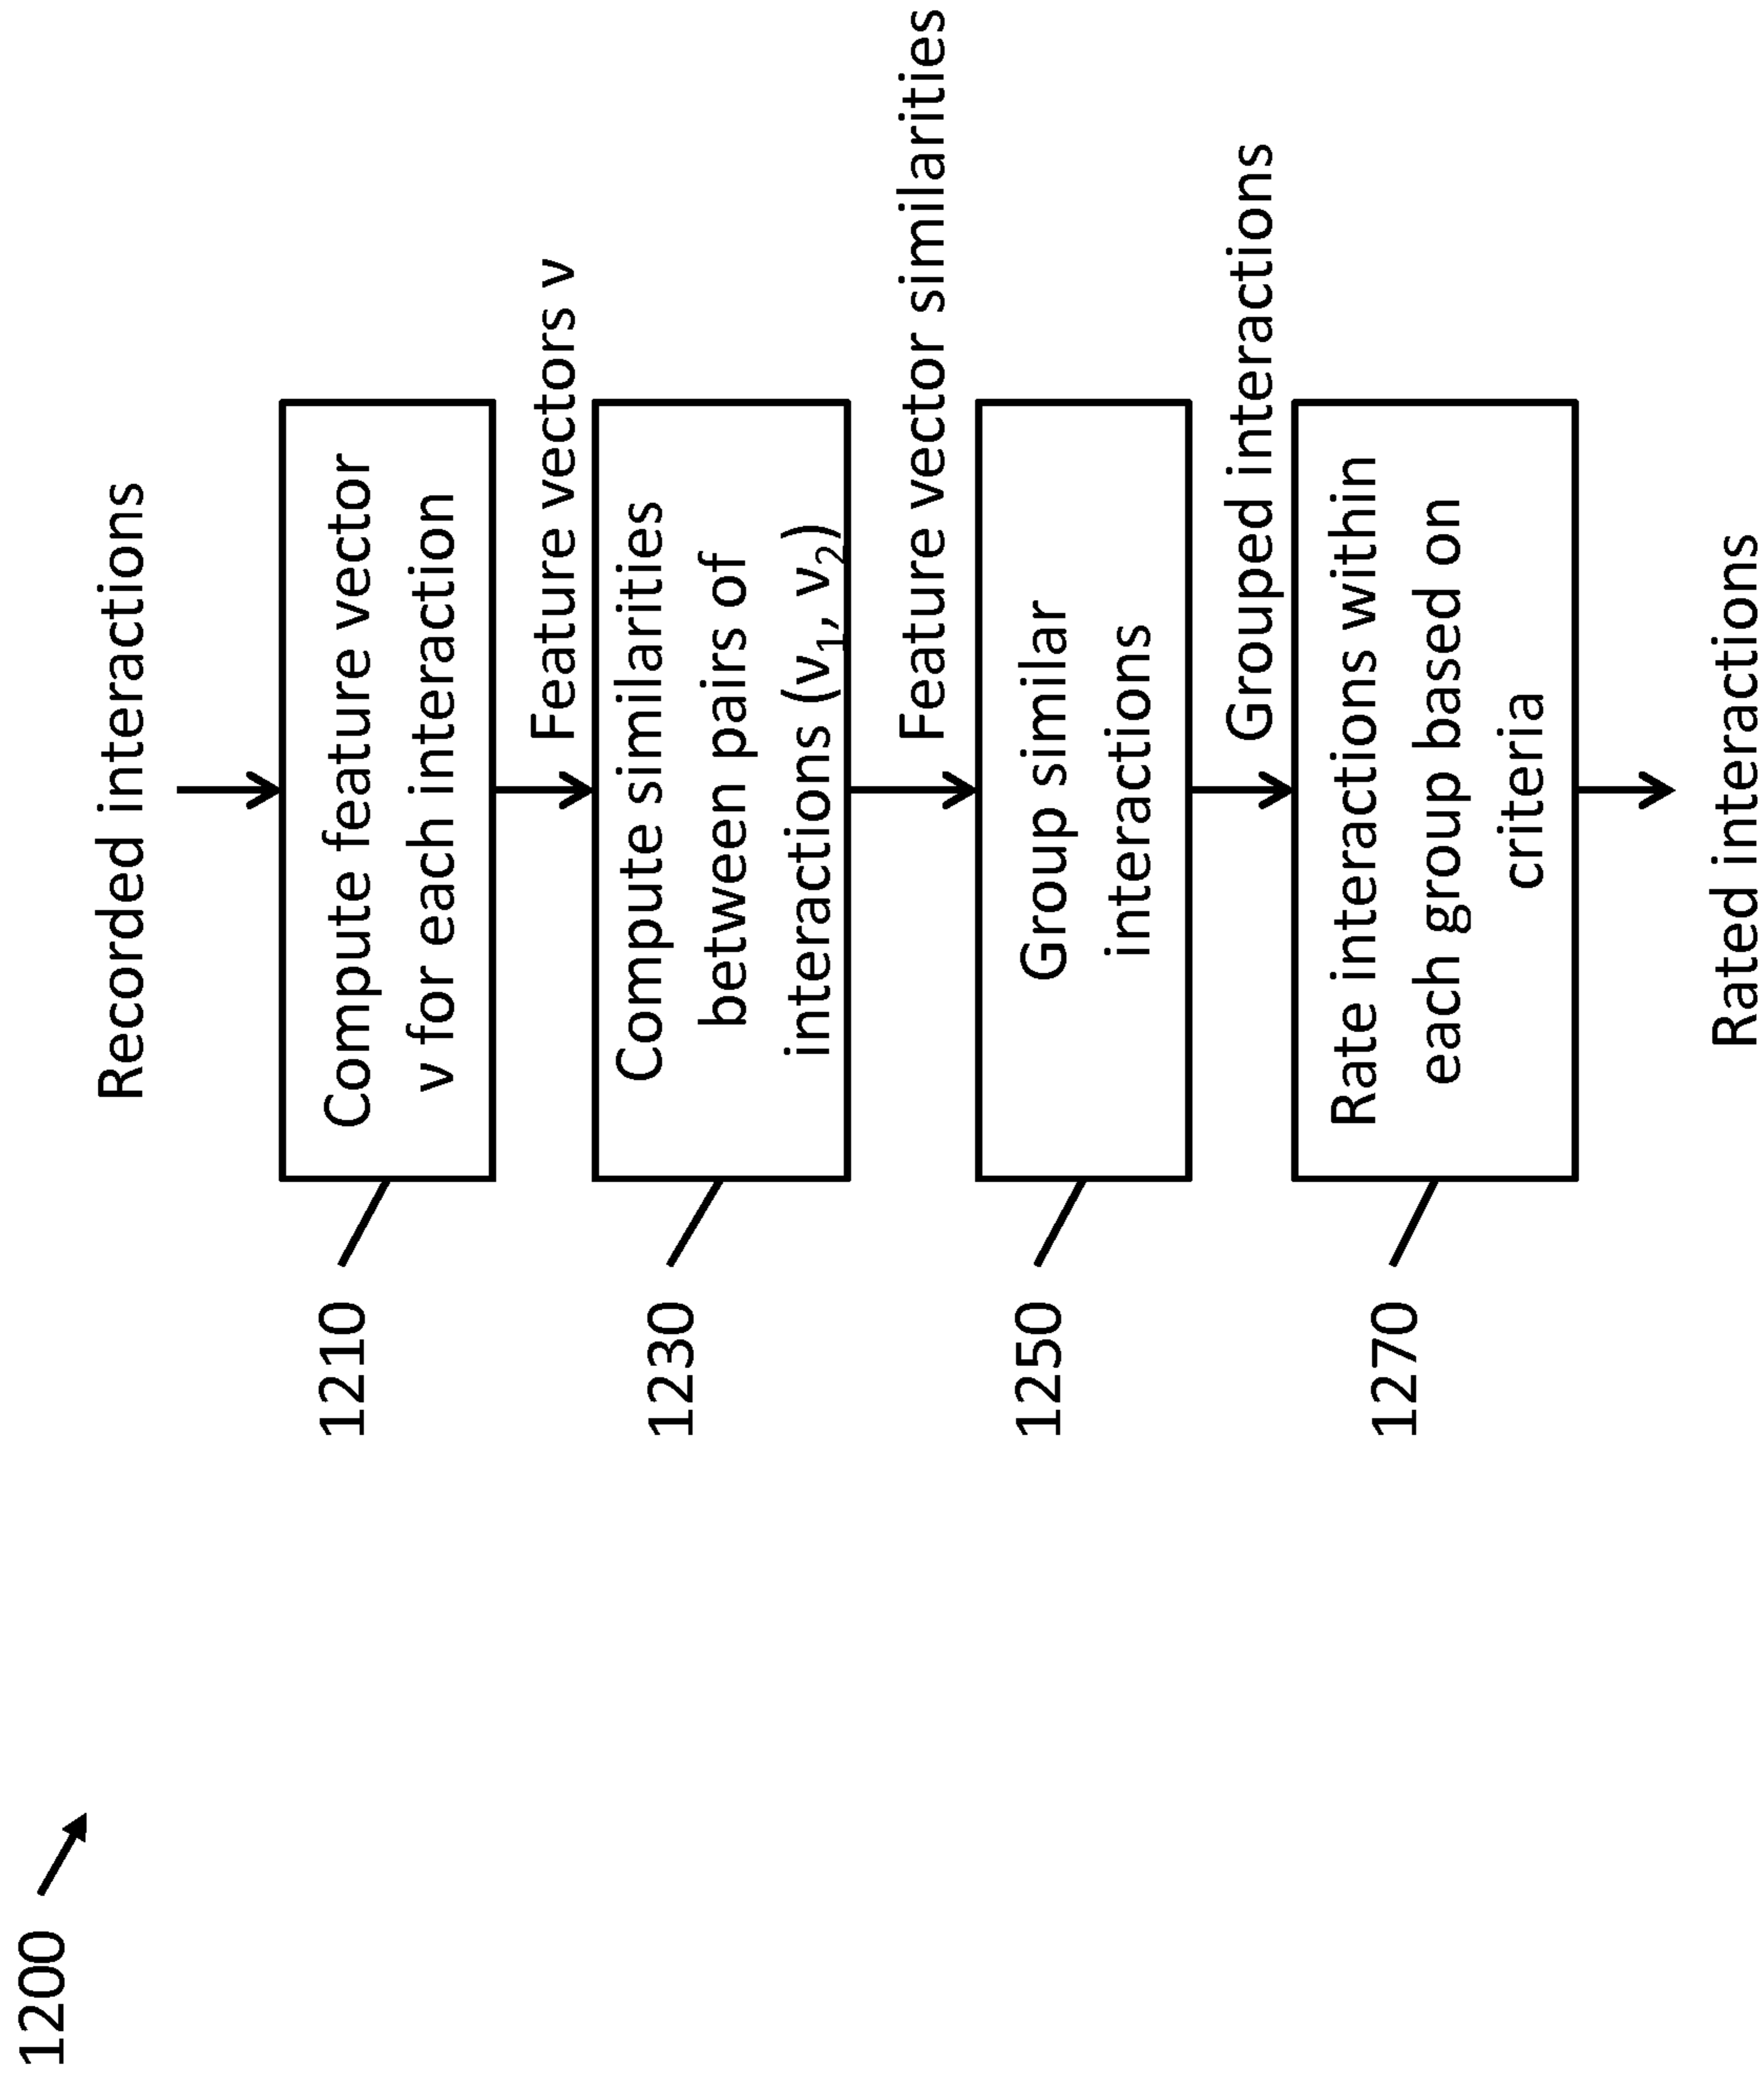 1200
Recorded interactions
1210
Compute feature vector
v for each interaction
Feature vectors v
1230
Compute similarities
between pairs of
interactions (v₁, v₂)
Feature vector similarities
1250
Group similar
interactions
Grouped interactions
1270
Rate interactions within
each group based on
criteria
Rated interactions